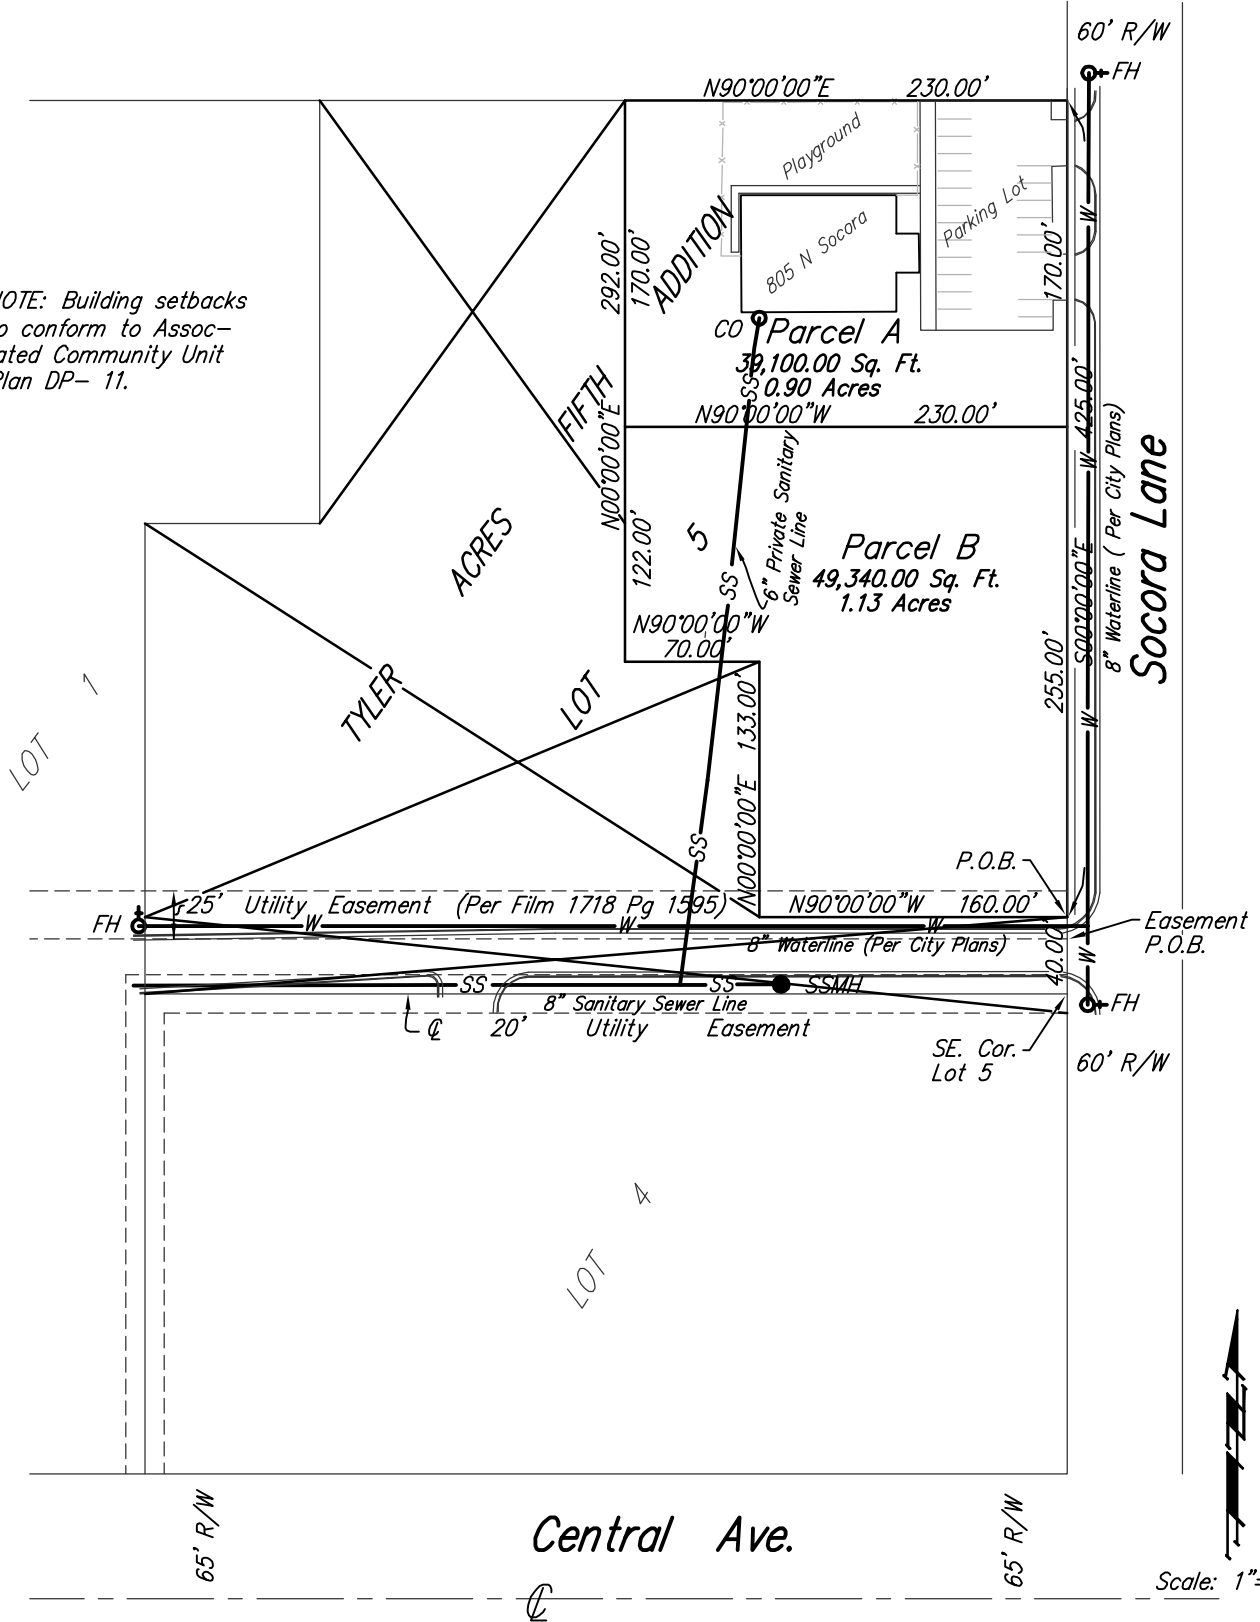 60' R/W
FH
N90°00'00"E 230.00'
Playground
Parking Lot
805 N Socora
ADDITION
292.00'
170.00'
170.00'
W
NOTE: Building setbacks
to conform to Assoc-
iated Community Unit
Plan DP- 11.
CO
Parcel A
39,100.00 Sq. Ft.
0.90 Acres
SS
N90°00'00"W 230.00'
FIFTH
N00°00'00"E
425.00'
W
8" Waterline ( Per City Plans)
Socora Lane
S00°00'00"E
ACRES
5
122.00'
6" Private Sanitary
Sewer Line
SS
Parcel B
49,340.00 Sq. Ft.
1.13 Acres
N90°00'00"W
70.00'
255.00'
W
LOT 1
TYLER
LOT
133.00'
N00°00'00"E
SS
P.O.B.
25' Utility Easement (Per Film 1718 Pg 1595)
N90°00'00"W 160.00'
FH
W
W
W
8" Waterline (Per City Plans)
Easement
P.O.B.
40.00'
W
SS
SS
SSMH
8" Sanitary Sewer Line
FH
℄
20' Utility Easement
SE. Cor.
Lot 5
60' R/W
LOT 4
65' R/W
Central Ave.
65' R/W
℄
Scale: 1"=